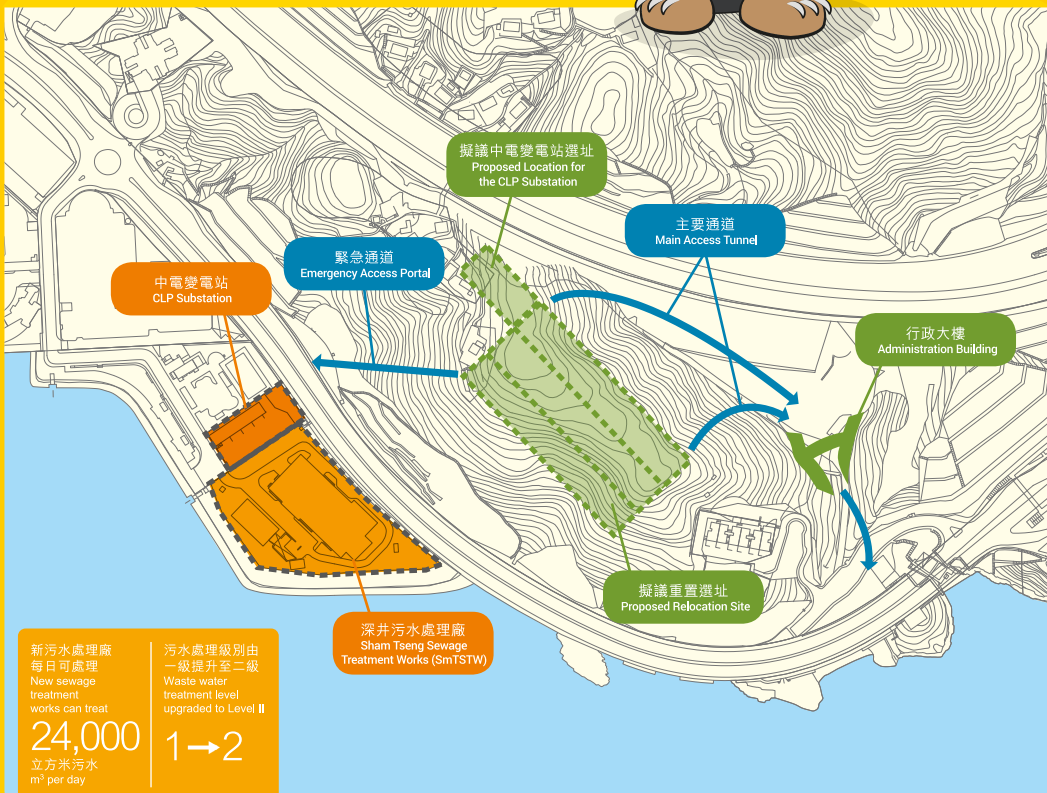 擬議中電變電站選址
Proposed Location for
the CLP Substation
主要通道
Main Access Tunnel
緊急通道
Emergency Access Portal
中電變電站
CLP Substation
行政大樓
Administration Building
擬議重置選址
Proposed Relocation Site
深井污水處理廠
Sham Tseng Sewage
Treatment Works (SmTSTW)
新污水處理廠
每日可處理
New sewage
treatment
works can treat
24,000
立方米污水
m³ per day
污水處理級別由
一級提升至二級
Waste water
treatment level
upgraded to Level II
1→2